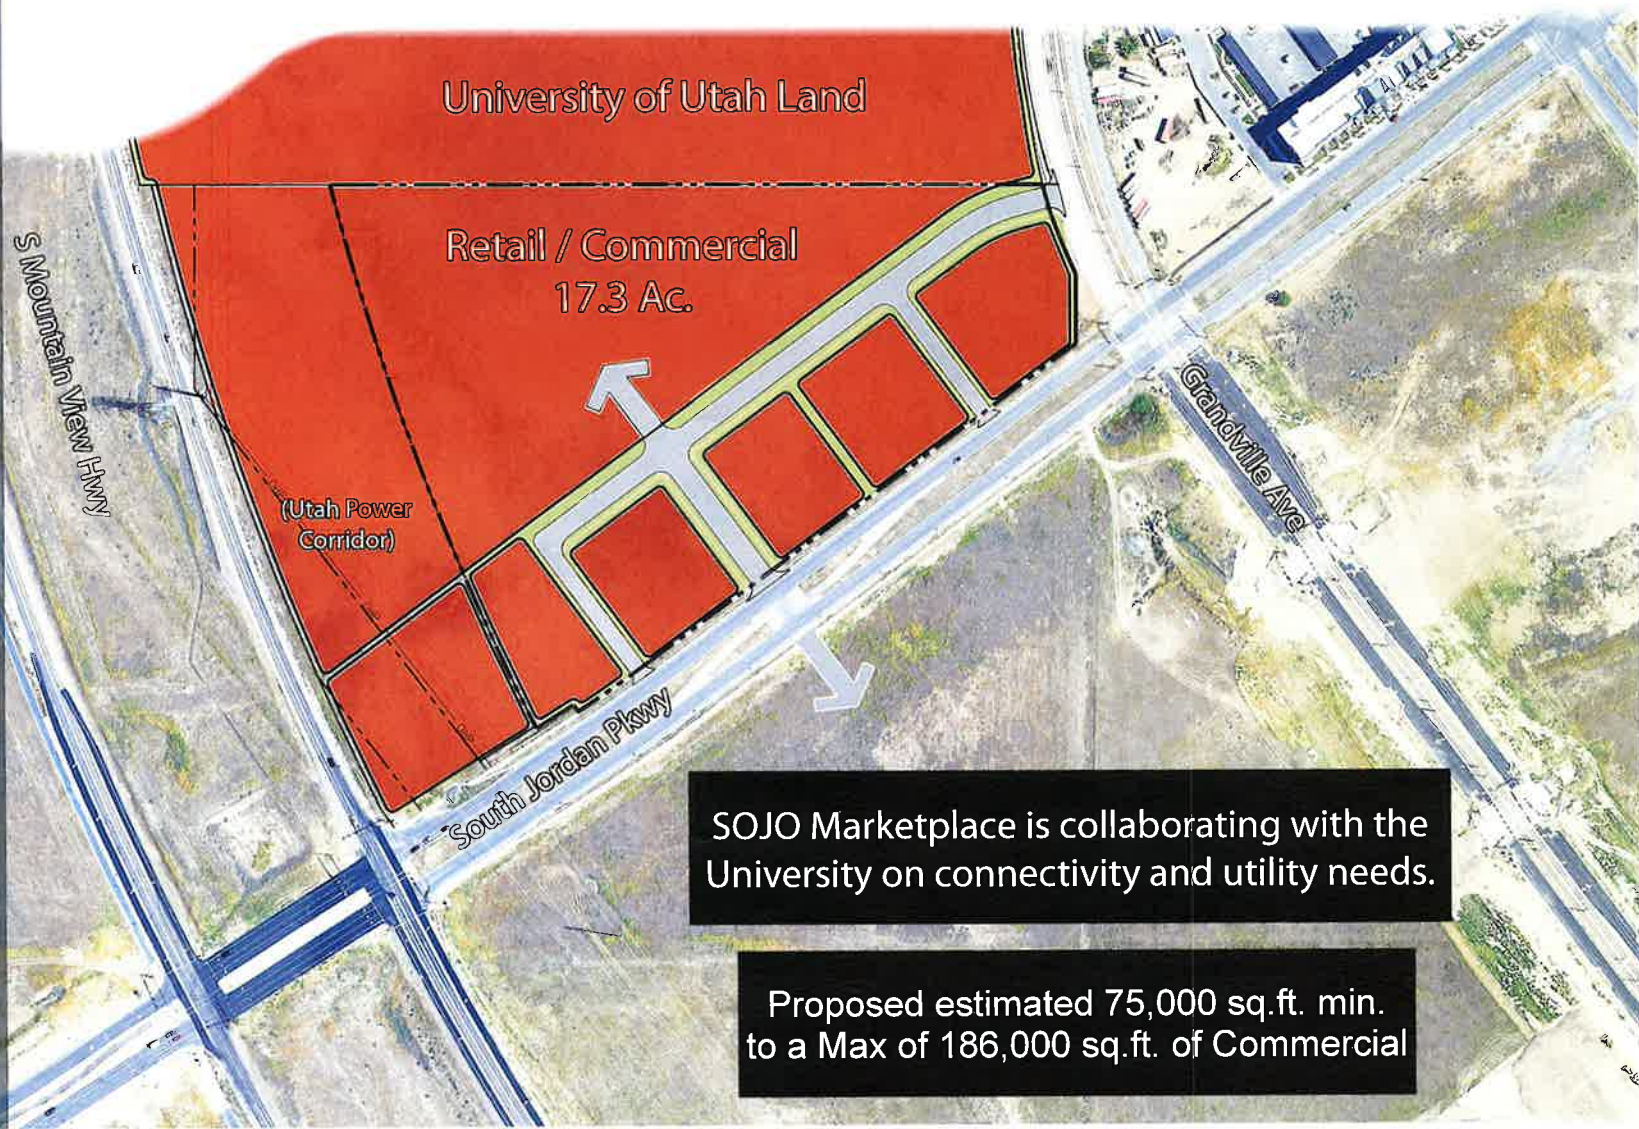 University of Utah Land
Retail / Commercial
17.3 Ac.
S Mountain View Hwy
Grandville Ave
(Utah Power
Corridor)
South Jordan Pkwy
SOJO Marketplace is collaborating with the
University on connectivity and utility needs.
Proposed estimated 75,000 sq.ft. min.
to a Max of 186,000 sq.ft. of Commercial